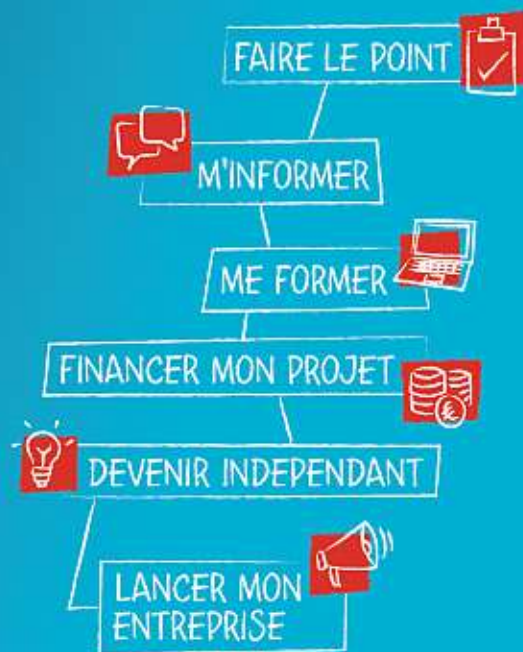 FAIRE LE POINT
M'INFORMER
ME FORMER
FINANCER MON PROJET
€
DEVENIR INDEPENDANT
LANCER MON
ENTREPRISE